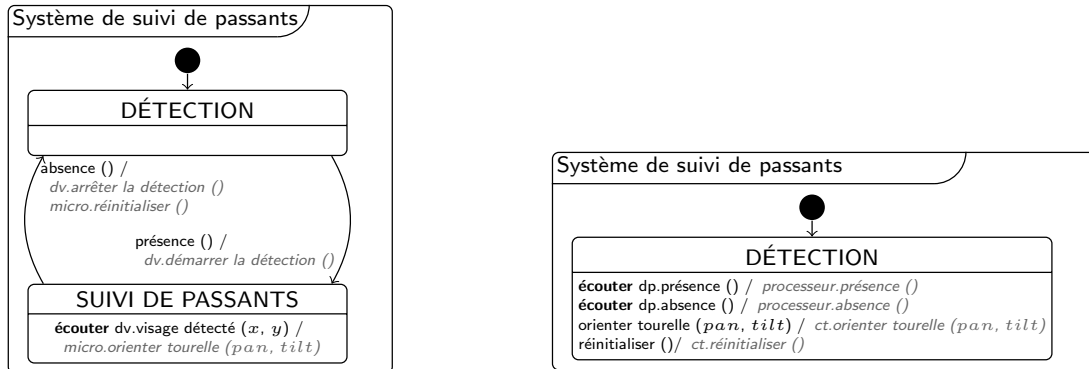 Système de suivi de passants
DÉTECTION
absence () /
dv.arrêter la détection ()
micro.réinitialiser ()
présence () /
dv.démarrer la détection ()
SUIVI DE PASSANTS
écouter dv.visage détecté (x, y) /
micro.orienter tourelle (pan, tilt)
Système de suivi de passants
DÉTECTION
écouter dp.présence () / processeur.présence ()
écouter dp.absence () / processeur.absence ()
orienter tourelle (pan, tilt) / ct.orienter tourelle (pan, tilt)
réinitialiser ()/ ct.réinitialiser ()